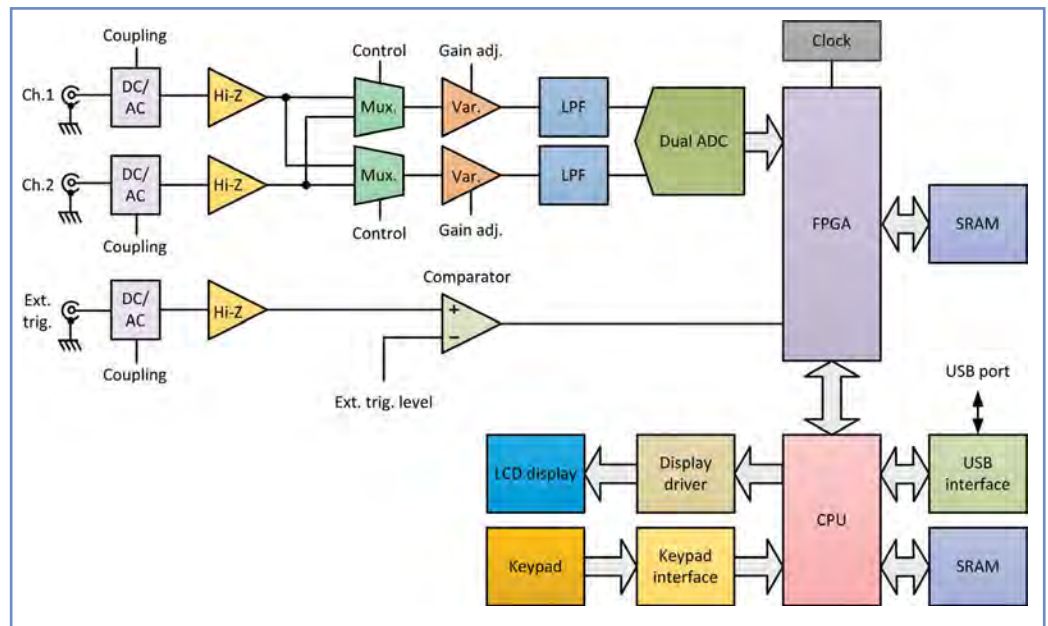 Coupling
Control
Gain adj.
Clock
Ch.1
DC/
AC
Hi-Z
Mux.
Var.
LPF
Dual ADC
Ch.2
DC/
AC
Hi-Z
Mux.
Var.
LPF
FPGA
SRAM
Coupling
Control
Gain adj.
Comparator
Ext.
trig.
DC/
AC
Hi-Z
+
−
Coupling
Ext. trig. level
USB port
LCD display
Display
driver
CPU
USB
interface
Keypad
Keypad
interface
SRAM